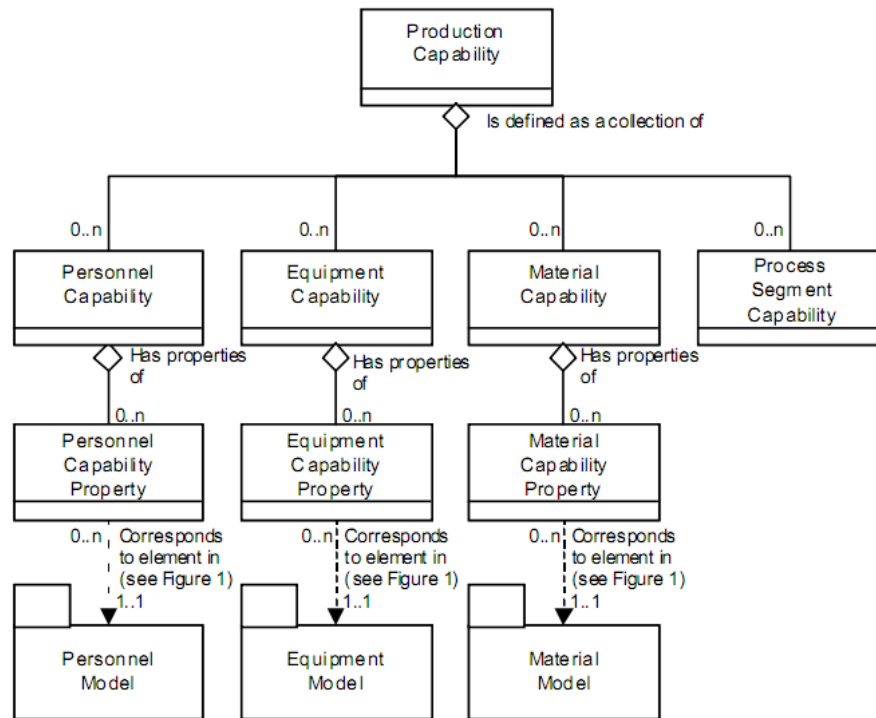 Production
Capability
Is defined as a collection of
0..n
0..n
0..n
0..n
Personnel
Capability
Equipment
Capability
Material
Capability
Process
Segment
Capability
Has properties
of
Has properties
of
Has properties
of
0..n
0..n
0..n
Personnel
Capability
Property
Equipment
Capability
Property
Material
Capability
Property
0..n
Corresponds
to element in
(see Figure 1)
1..1
0..n
Corresponds
to element in
(see Figure 1)
1..1
0..n
Corresponds
to element in
(see Figure 1)
1..1
Personnel
Model
Equipment
Model
Material
Model